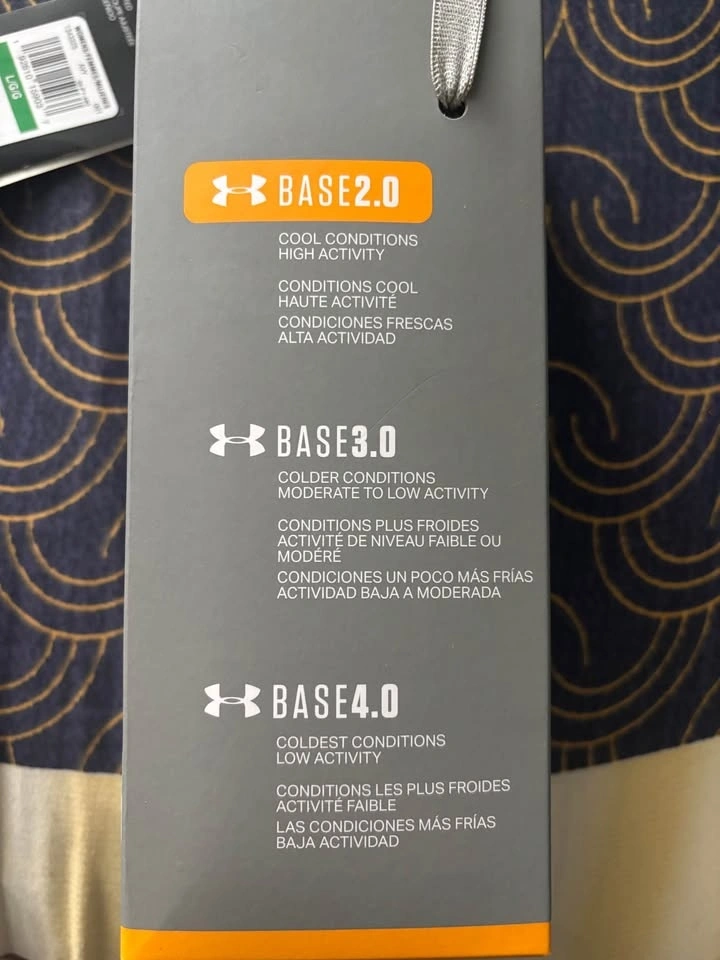 L/G/G
BASE2.0
COOL CONDITIONS
HIGH ACTIVITY
CONDITIONS COOL
HAUTE ACTIVITÉ
CONDICIONES FRESCAS
ALTA ACTIVIDAD
BASE3.0
COLDER CONDITIONS
MODERATE TO LOW ACTIVITY
CONDITIONS PLUS FROIDES
ACTIVITÉ DE NIVEAU FAIBLE OU
MODÉRÉ
CONDICIONES UN POCO MÁS FRÍAS
ACTIVIDAD BAJA A MODERADA
BASE4.0
COLDEST CONDITIONS
LOW ACTIVITY
CONDITIONS LES PLUS FROIDES
ACTIVITÉ FAIBLE
LAS CONDICIONES MÁS FRÍAS
BAJA ACTIVIDAD